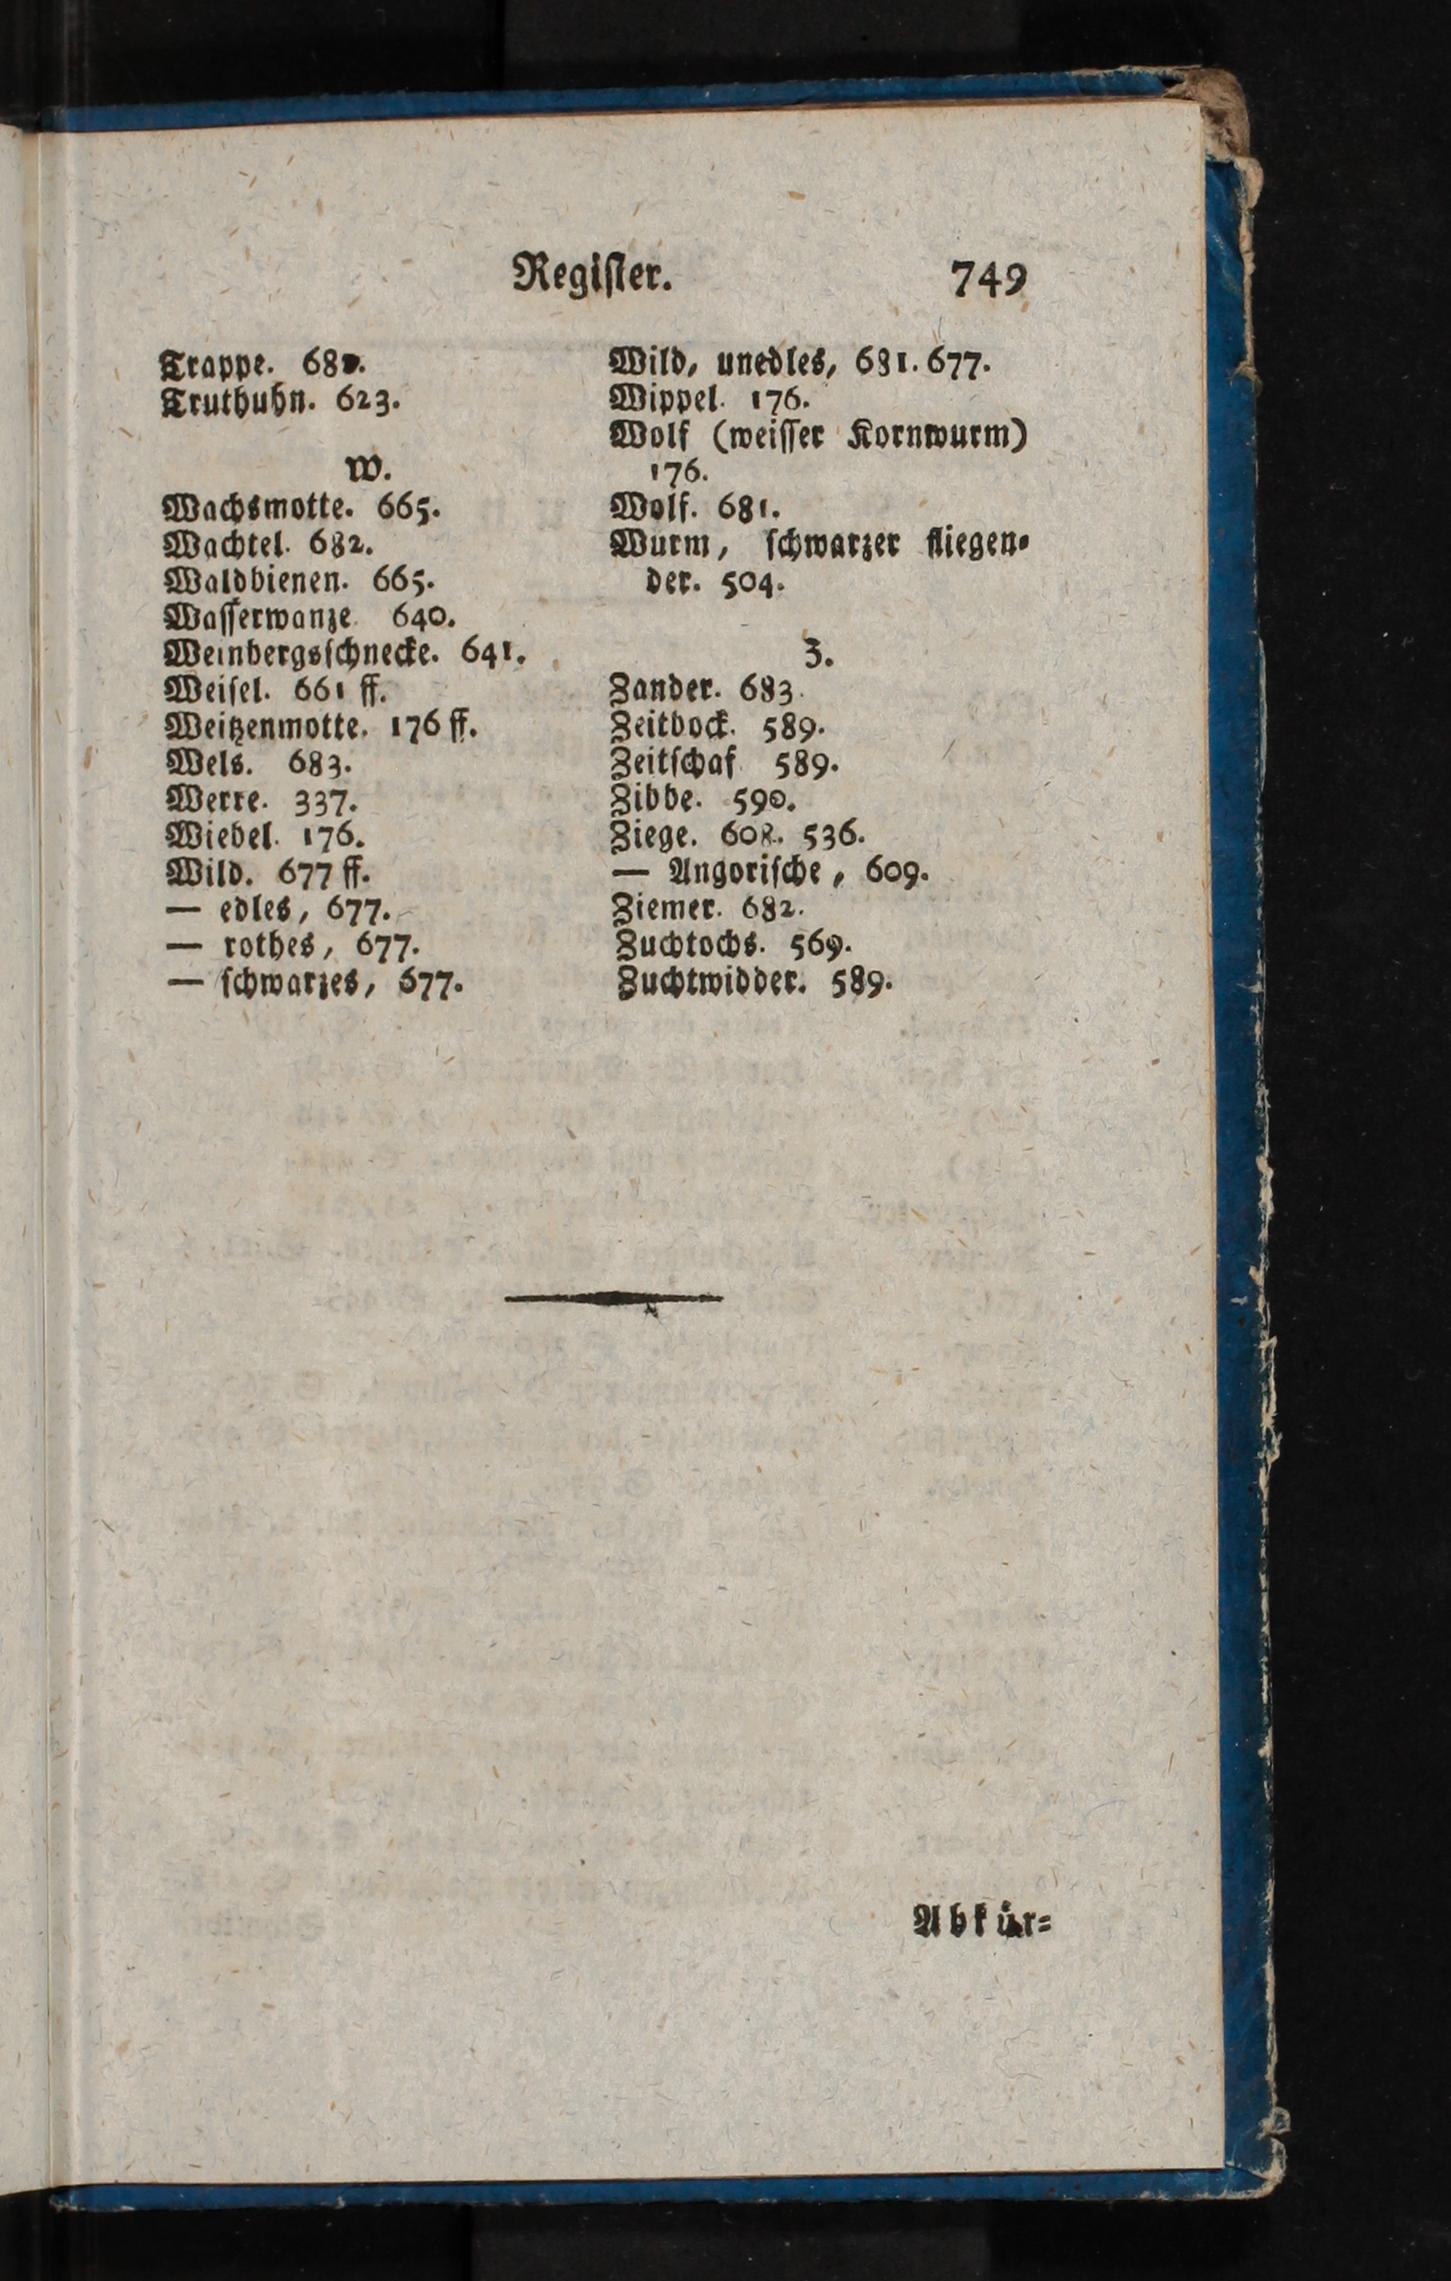 Regiſter. 749
Trappe.
Truthuhn. 623.
W.
Wachsmotte. 665.
Wachtel. 682.
Waldbienen. 665.
Waſſerwanze 640.
Weinbergsſchnecke. 641.
Weiſel. 661 ff.
Weitzenmotte. 176 ff.
Wels. 683.
Werre. 337.
Wiebel. 176.
Wild. 677 ff.
— edles, 677.
— rothes, 677.
— ſchwarzes, 677.
Wild, unedles, 681. 677.
Wippel. 176.
Wolf (weiſſer Kornwurm)
176.
Wolf. 681.
Wurm, ſchwarzer fliegen⸗
der. 504.
Z.
Zander. 683.
Zeitbock. 589.
Zeitſchaf 589.
Zibbe. 590.
Ziege. 608. 536.
— Angoriſche, 609.
Ziemer. 682.
Zuchtochs. 569.
Zuchtwidder. 589.
Abkür⸗